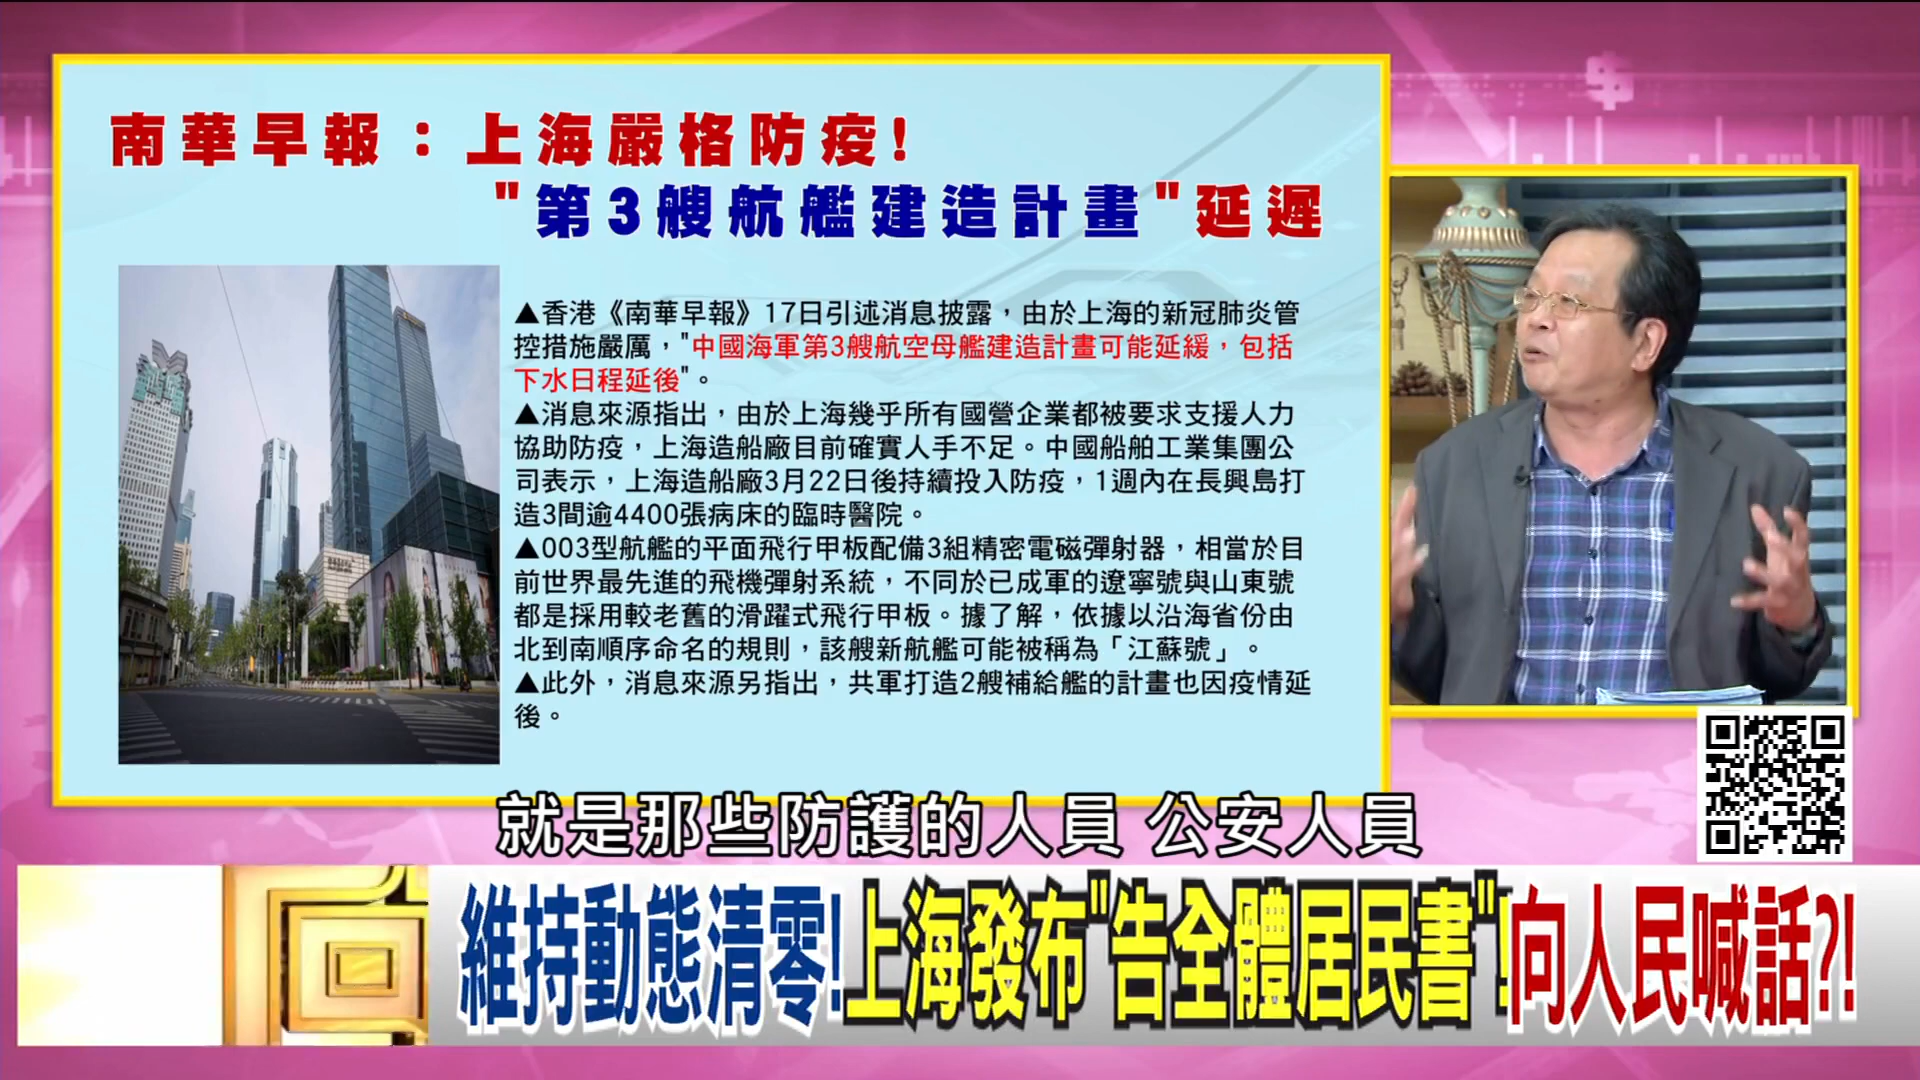 南華早報：上海嚴格防疫!
"第3艘航艦建造計畫"延遲
▲香港《南華早報》17日引述消息披露，由於上海的新冠肺炎管
控措施嚴厲，"中國海軍第3艘航空母艦建造計畫可能延緩，包括
下水日程延後"。
▲消息來源指出，由於上海幾乎所有國營企業都被要求支援人力
協助防疫，上海造船廠目前確實人手不足。中國船舶工業集團公
司表示，上海造船廠3月22日後持續投入防疫，1週內在長興島打
造3間逾4400張病床的臨時醫院。
▲003型航艦的平面飛行甲板配備3組精密電磁彈射器，相當於目
前世界最先進的飛機彈射系統，不同於已成軍的遼寧號與山東號
都是採用較老舊的滑躍式飛行甲板。據了解，依據以沿海省份由
北到南順序命名的規則，該艘新航艦可能被稱為「江蘇號」。
▲此外，消息來源另指出，共軍打造2艘補給艦的計畫也因疫情延
後。
就是那些防護的人員 公安人員
維持動態清零!上海發布"告全體居民書"!向人民喊話?!